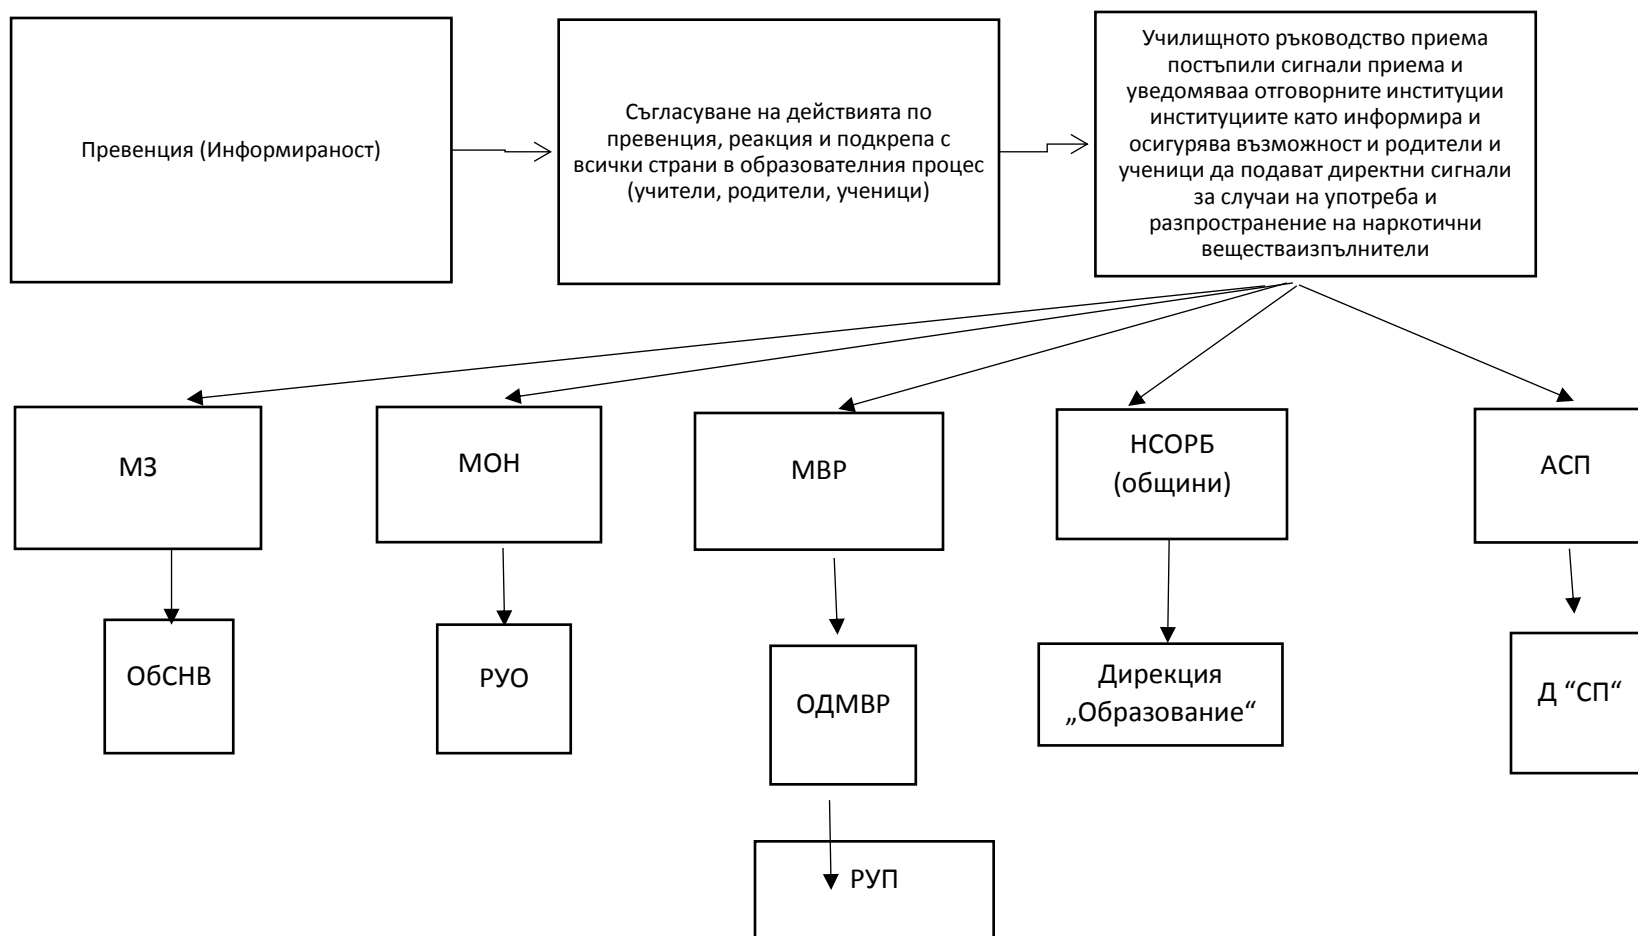 Превенция (Информираност)
Съгласуване на действията по
превенция, реакция и подкрепа с
всички страни в образователния процес
(учители, родители, ученици)
Училищното ръководство приема
постъпили сигнали приема и
уведомяваа отговорните институции
институциите като информира и
осигурява възможност и родители и
ученици да подават директни сигнали
за случаи на употреба и
разпространение на наркотични
веществаизпълнители
МЗ
МОН
МВР
НСОРБ
(общини)
АСП
ОбСНВ
РУО
ОДМВР
Дирекция
„Образование“
Д “СП“
РУП